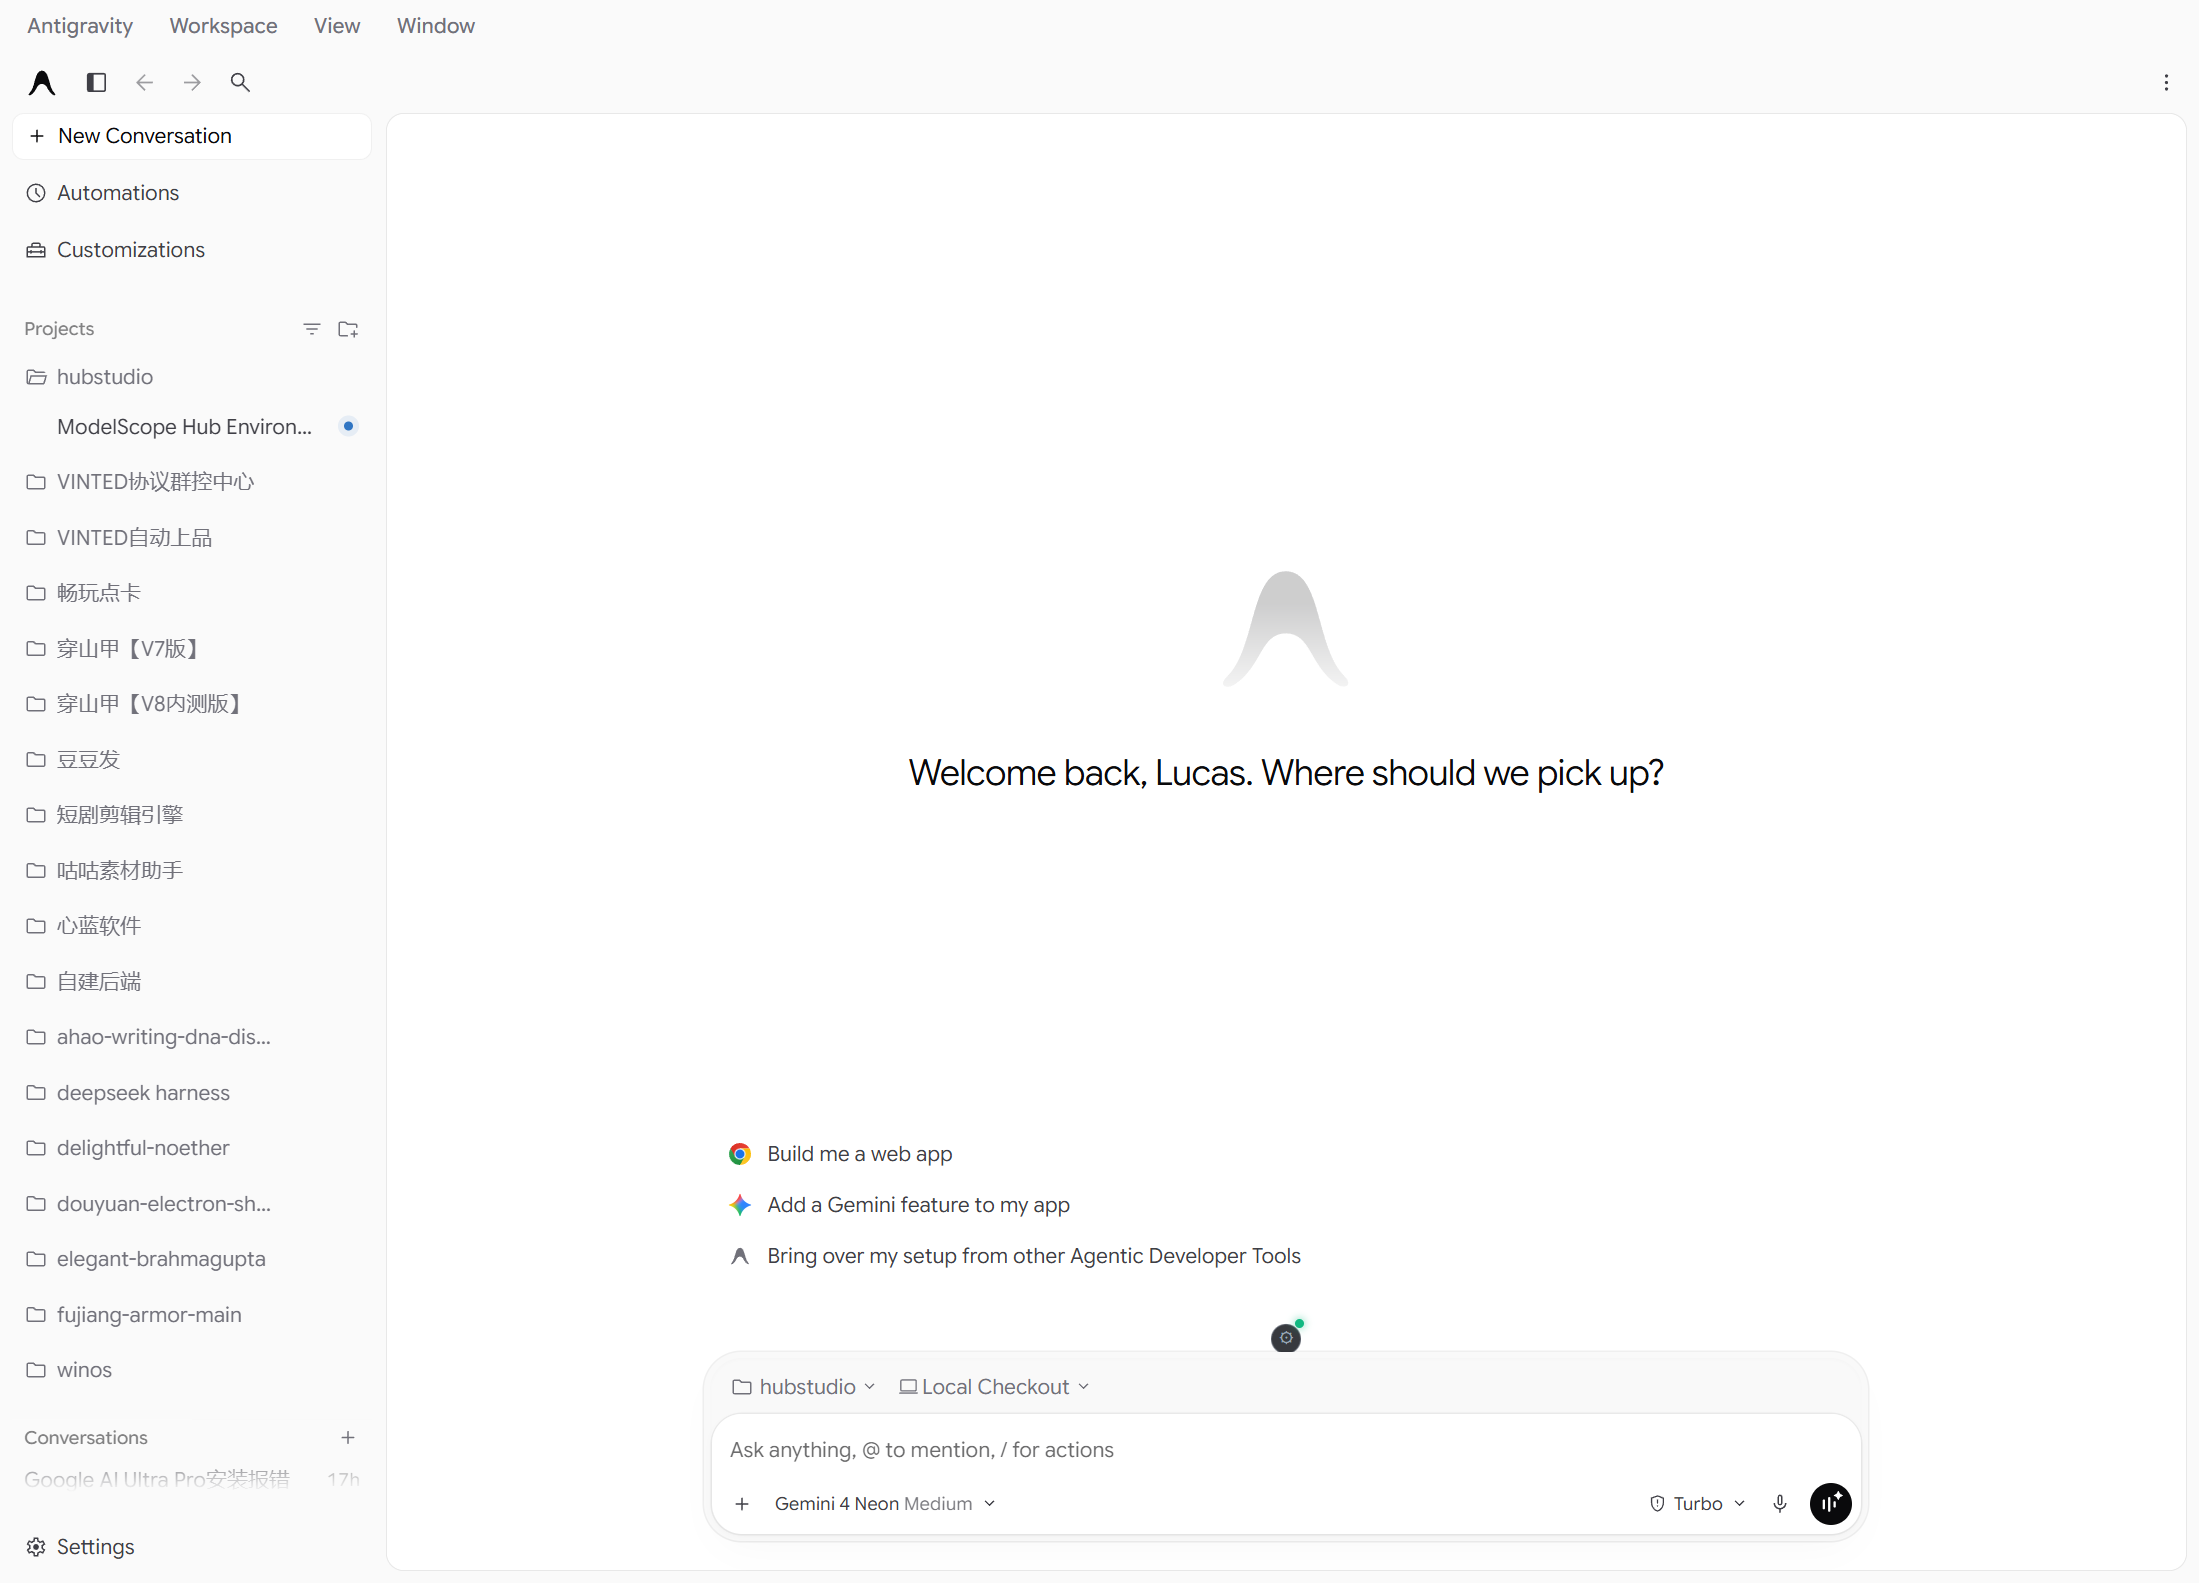 Antigravity Workspace View Window
New Conversation
Automations
Customizations
Projects
hubstudio
ModelScope Hub Environ...
VINTED协议群控中心
VINTED自动上品
畅玩点卡
穿山甲【V7版】
穿山甲【V8内测版】
豆豆发
短剧剪辑引擎
咕咕素材助手
心蓝软件
自建后端
ahao-writing-dna-dis...
deepseek harness
delightful-noether
douyuan-electron-sh...
elegant-brahmagupta
fujiang-armor-main
winos
Conversations
Google AI Ultra Pro安装报错 17h
Settings
Welcome back, Lucas. Where should we pick up?
Build me a web app
Add a Gemini feature to my app
Bring over my setup from other Agentic Developer Tools
hubstudio Local Checkout
Ask anything, @ to mention, / for actions
Gemini 4 Neon Medium Turbo